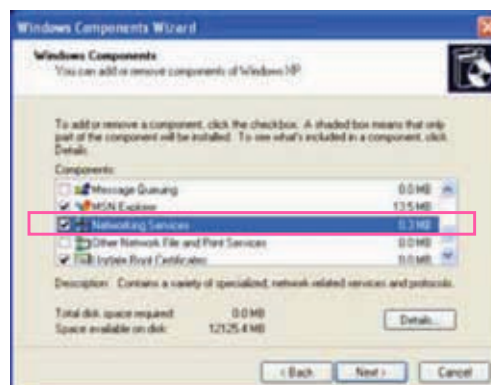 Windows Components Wizard
Windows Components
You can add or remove components of Windows XP.
To add or remove a component, click the checkbox. A shaded box means that only
part of the component will be installed. To see what's included in a component, click
Details.
Components:
Message Queuing 0.0 MB
MSN Explorer 13.5 MB
Networking Services 0.3 MB
Other Network File and Print Services 0.0 MB
Update Root Certificates 0.0 MB
Description: Contains a variety of specialized, network-related services and protocols.
Total disk space required: 0.0 MB
Space available on disk: 12125.4 MB
Details...
< Back
Next >
Cancel